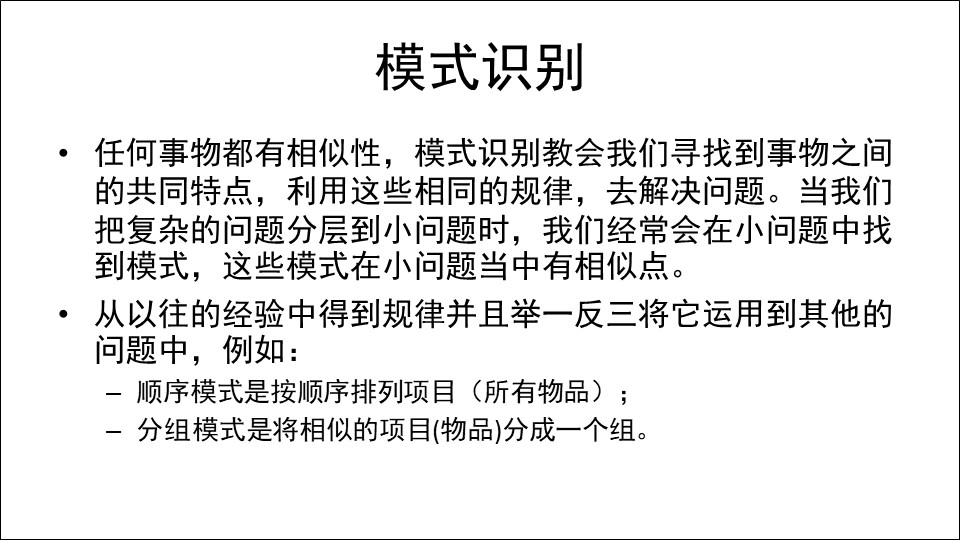 模式识别
• 任何事物都有相似性，模式识别教会我们寻找到事物之间
的共同特点，利用这些相同的规律，去解决问题。当我们
把复杂的问题分层到小问题时，我们经常会在小问题中找
到模式，这些模式在小问题当中有相似点。
• 从以往的经验中得到规律并且举一反三将它运用到其他的
问题中，例如：
– 顺序模式是按顺序排列项目（所有物品）；
– 分组模式是将相似的项目(物品)分成一个组。